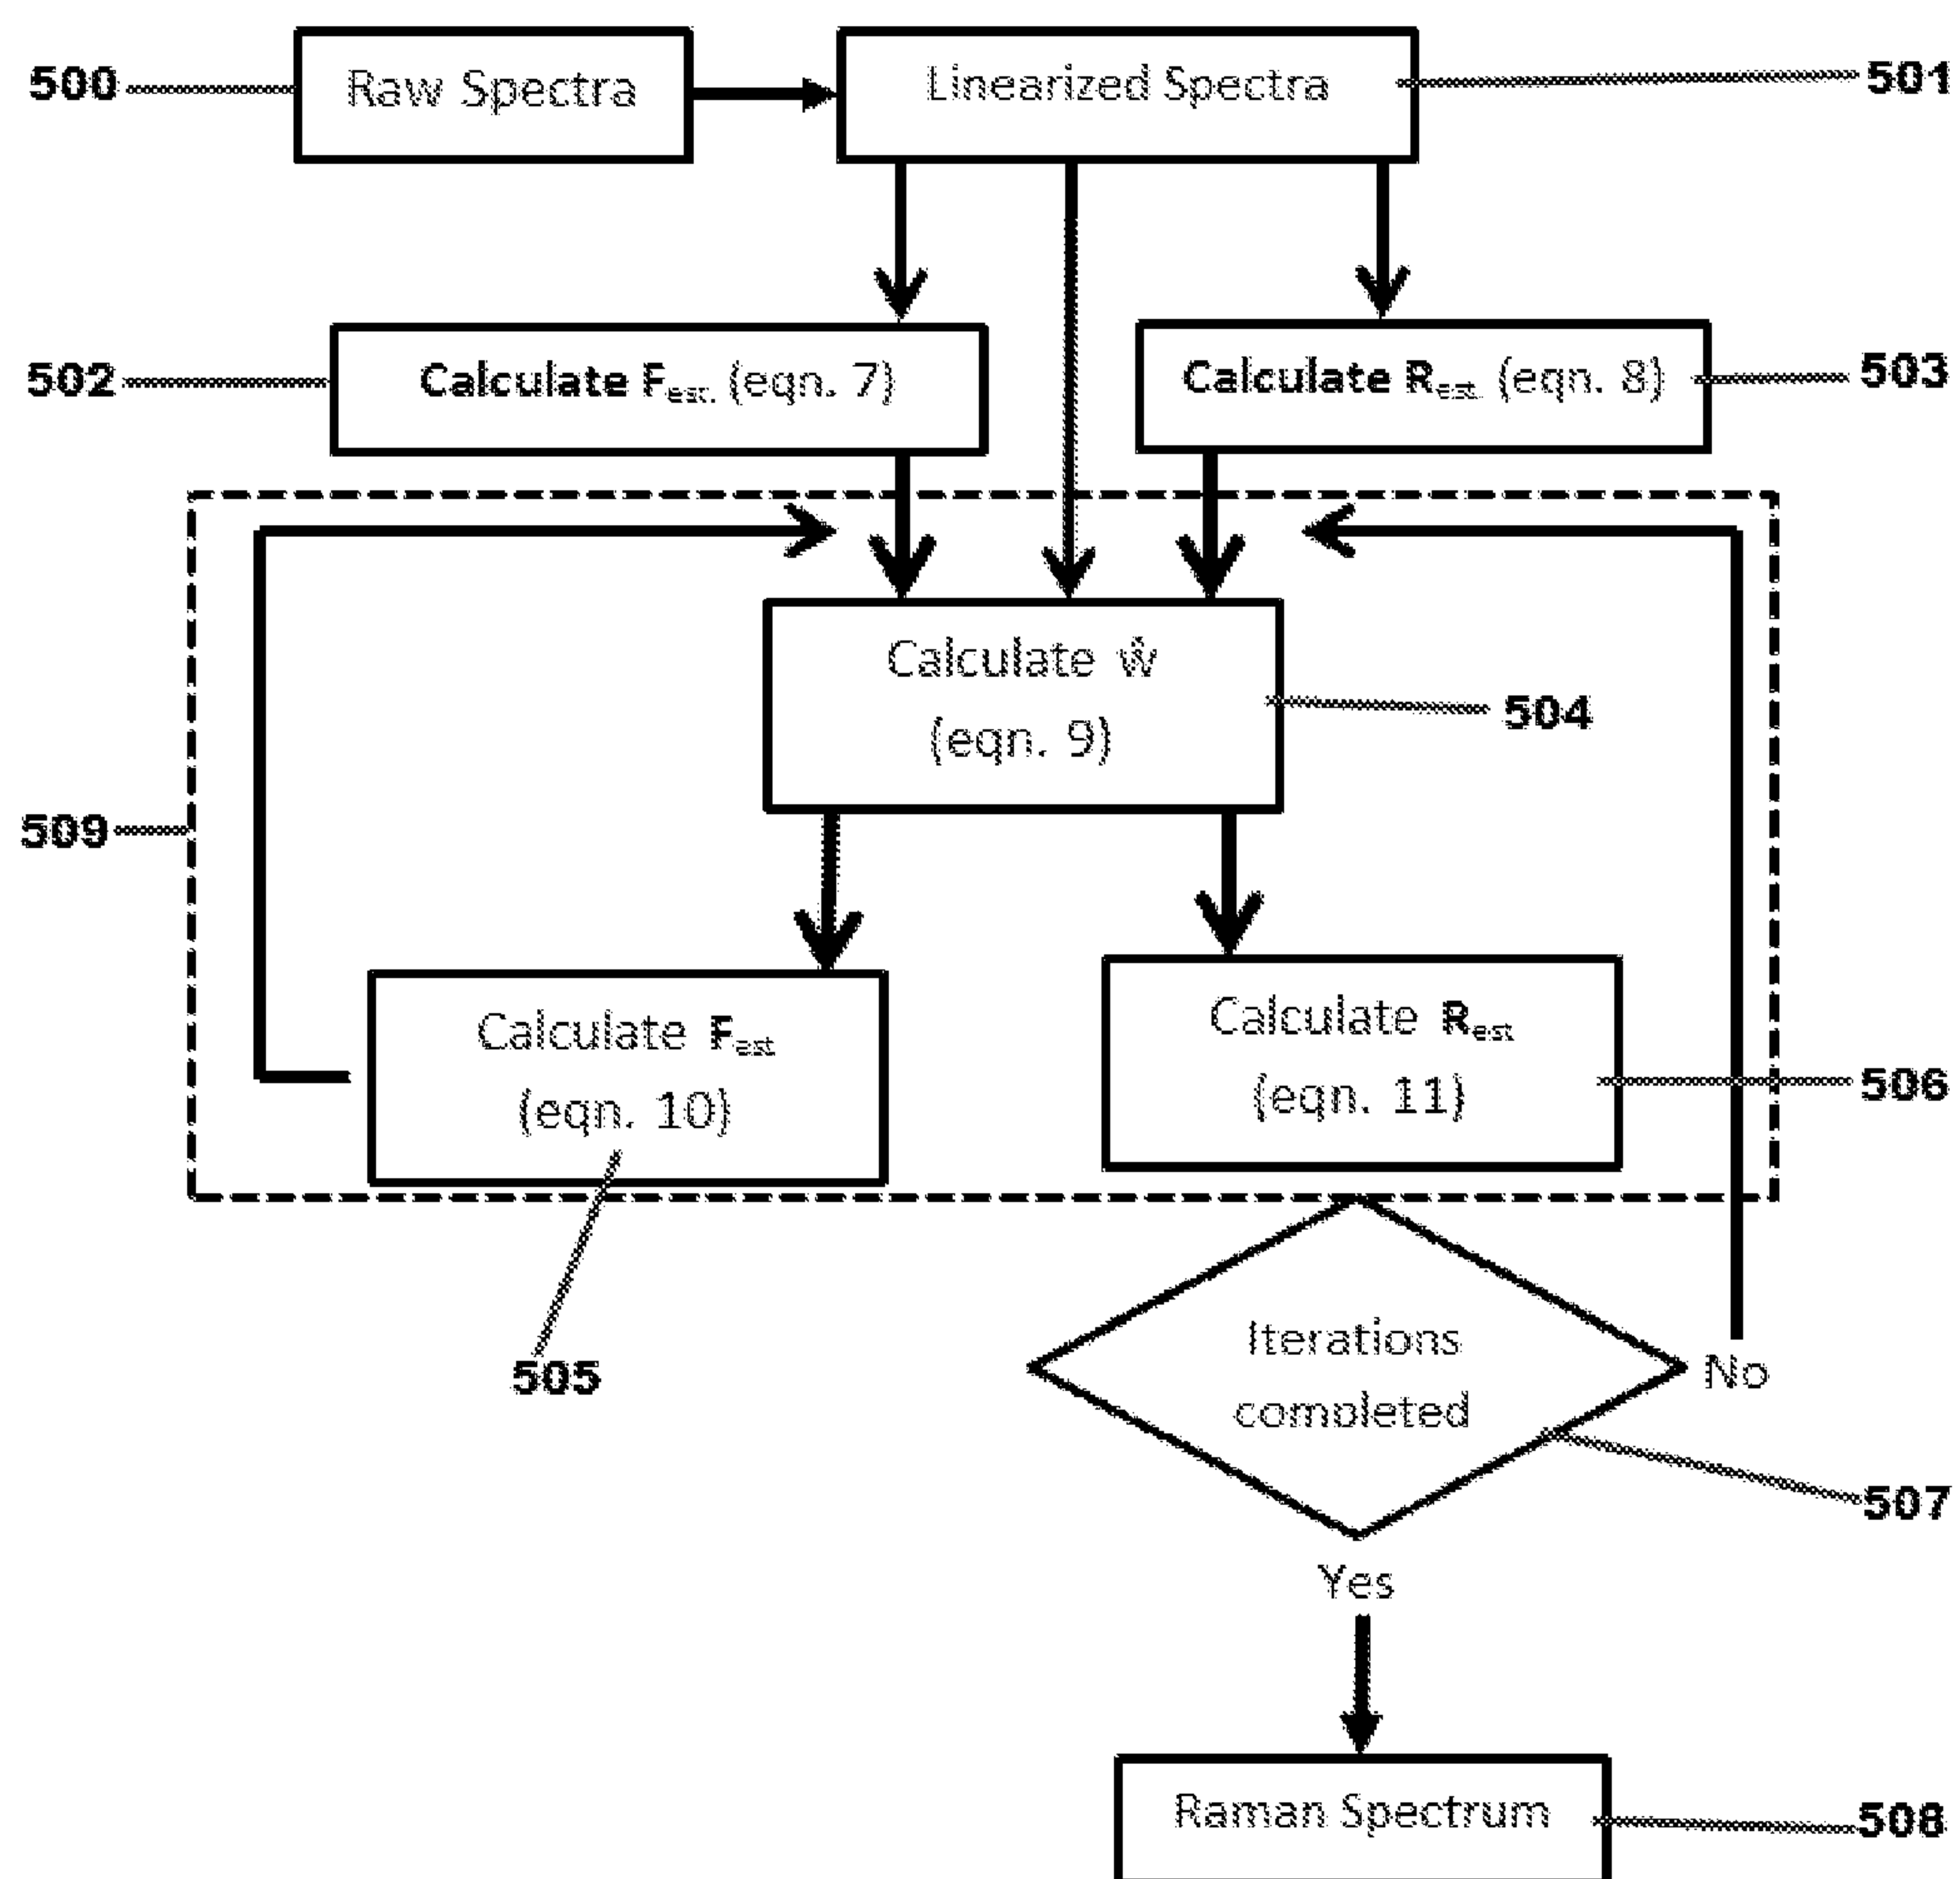 500
Raw Spectra
Linearized Spectra
501
502
Calculate Fest. (eqn. 7)
Calculate Rest (eqn. 8)
503
Calculate ŵ
(eqn. 9)
504
509
Calculate Fest
(eqn. 10)
Calculate Rest
(eqn. 11)
506
505
Iterations
completed
No
507
Yes
Raman Spectrum
508